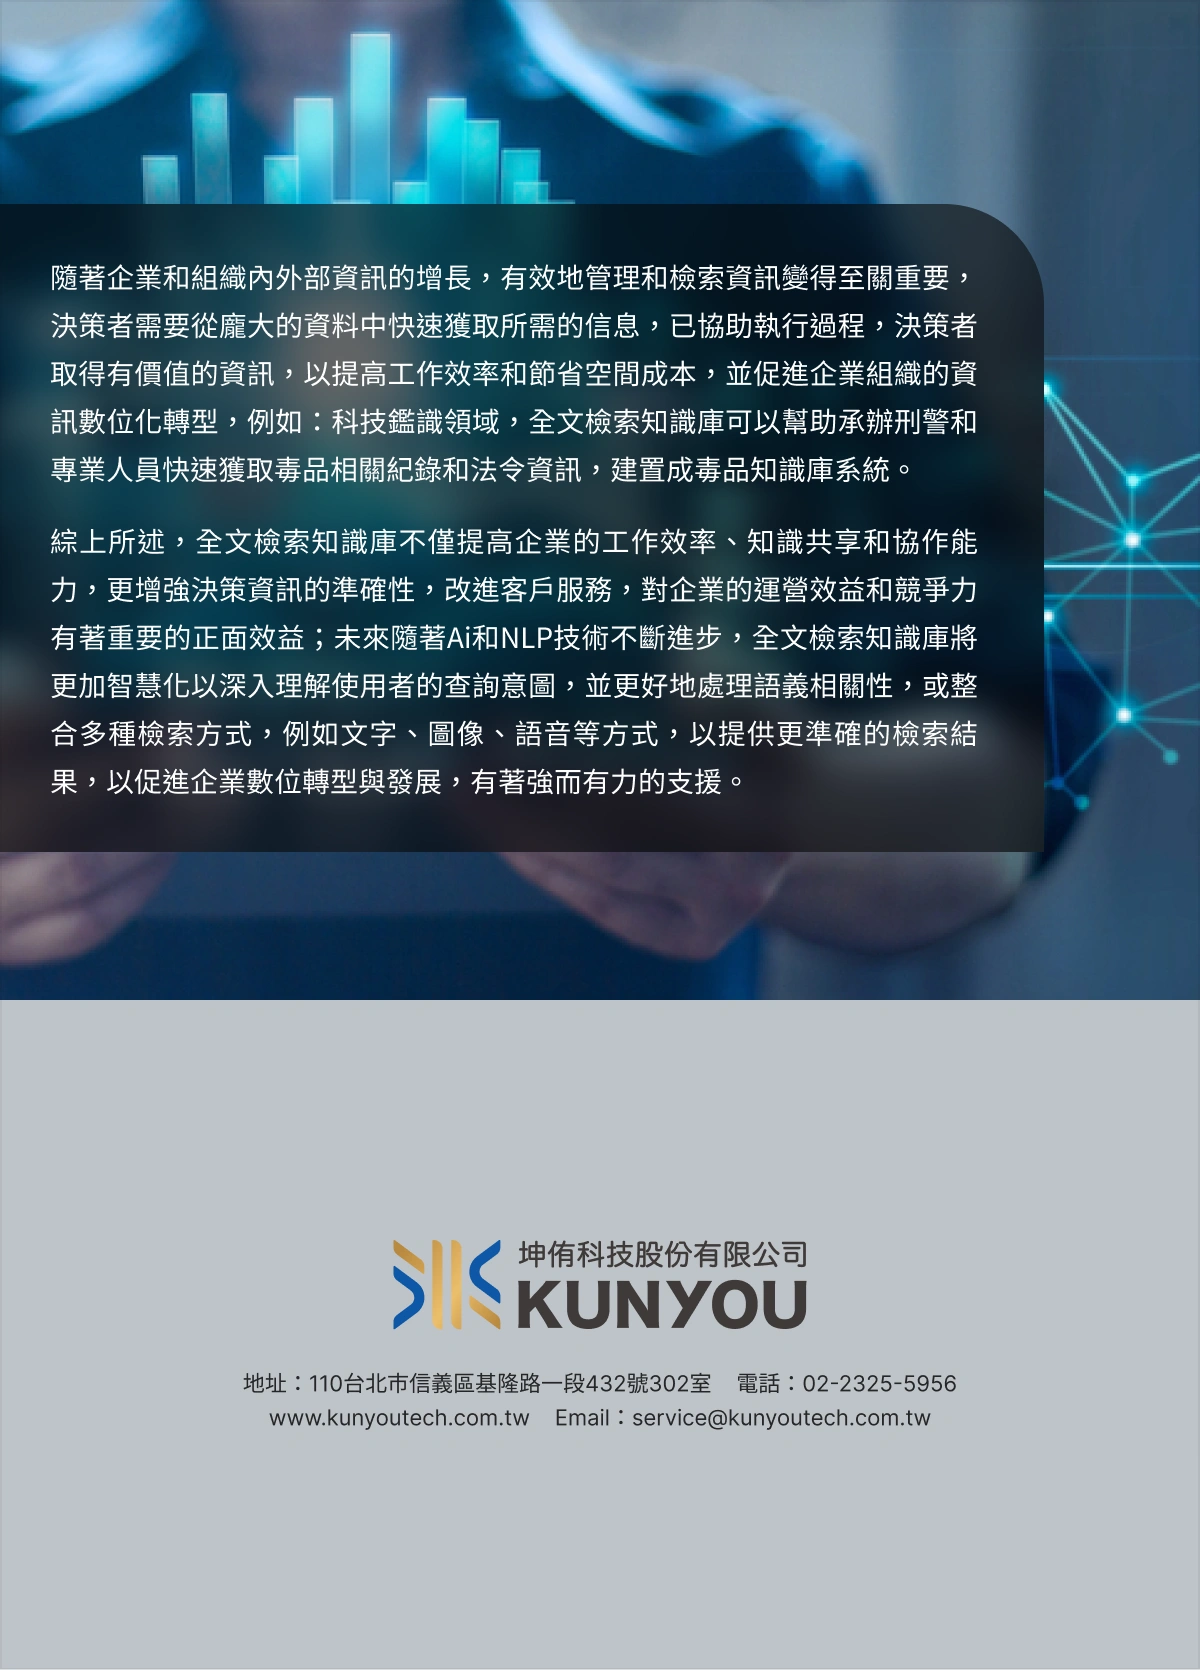 隨著企業和組織內外部資訊的增長，有效地管理和檢索資訊變得至關重要，
決策者需要從龐大的資料中快速獲取所需的信息，已協助執行過程，決策者
取得有價值的資訊，以提高工作效率和節省空間成本，並促進企業組織的資
訊數位化轉型，例如：科技鑑識領域，全文檢索知識庫可以幫助承辦刑警和
專業人員快速獲取毒品相關紀錄和法令資訊，建置成毒品知識庫系統。
綜上所述，全文檢索知識庫不僅提高企業的工作效率、知識共享和協作能
力，更增強決策資訊的準確性，改進客戶服務，對企業的運營效益和競爭力
有著重要的正面效益；未來隨著Ai和NLP技術不斷進步，全文檢索知識庫將
更加智慧化以深入理解使用者的查詢意圖，並更好地處理語義相關性，或整
合多種檢索方式，例如文字、圖像、語音等方式，以提供更準確的檢索結
果，以促進企業數位轉型與發展，有著強而有力的支援。
坤侑科技股份有限公司
KUNYOU
地址：110台北市信義區基隆路一段432號302室　電話：02-2325-5956
www.kunyoutech.com.tw　Email：service@kunyoutech.com.tw